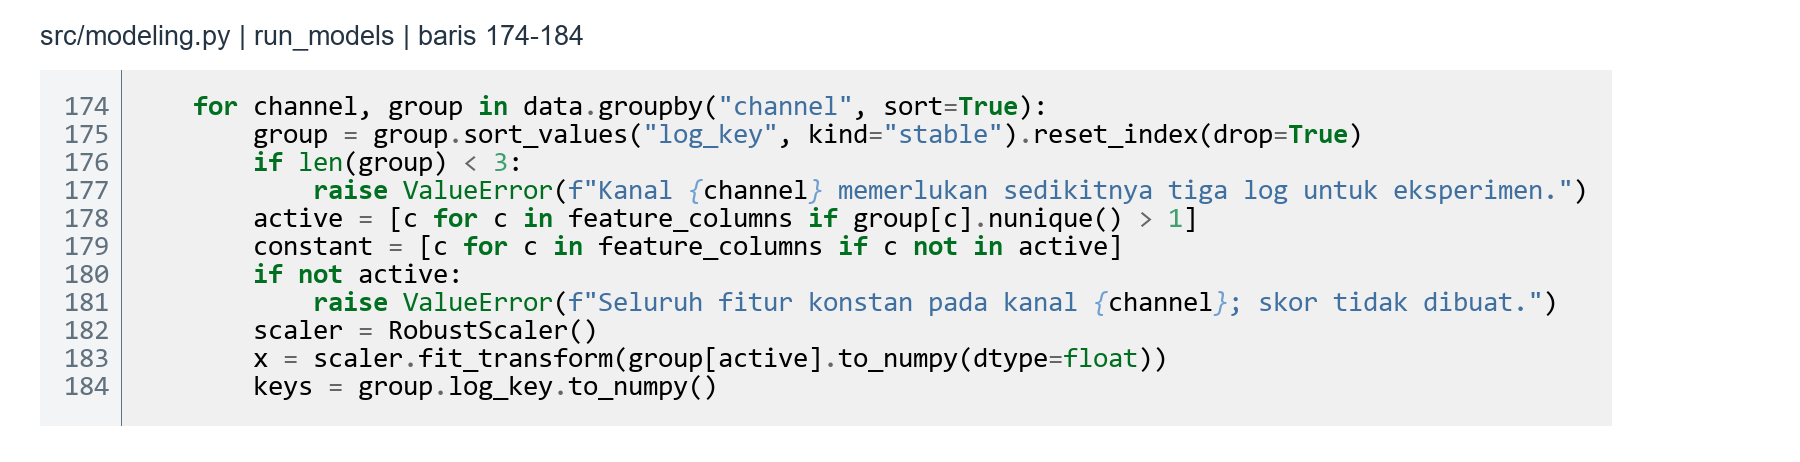 src/modeling.py | run_models | baris 174-184
174     for channel, group in data.groupby("channel", sort=True):
175         group = group.sort_values("log_key", kind="stable").reset_index(drop=True)
176         if len(group) < 3:
177             raise ValueError(f"Kanal {channel} memerlukan sedikitnya tiga log untuk eksperimen.")
178         active = [c for c in feature_columns if group[c].nunique() > 1]
179         constant = [c for c in feature_columns if c not in active]
180         if not active:
181             raise ValueError(f"Seluruh fitur konstan pada kanal {channel}; skor tidak dibuat.")
182         scaler = RobustScaler()
183         x = scaler.fit_transform(group[active].to_numpy(dtype=float))
184         keys = group.log_key.to_numpy()